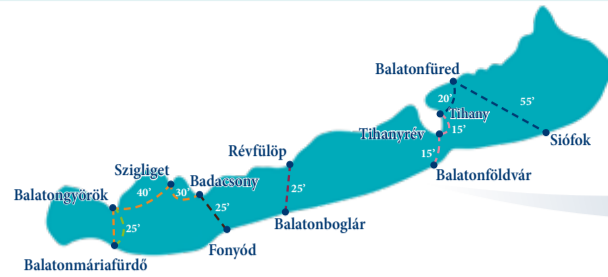 Balatonfüred
20’
55’
Tihany
15’
Tihanyrév
Siófok
15’
Balatonföldvár
Révfülöp
Szigliget
Badacsony
40’
30’
25’
Balatongyörök
25’
25’
Balatonboglár
Fonyód
Balatonmáriafürdő